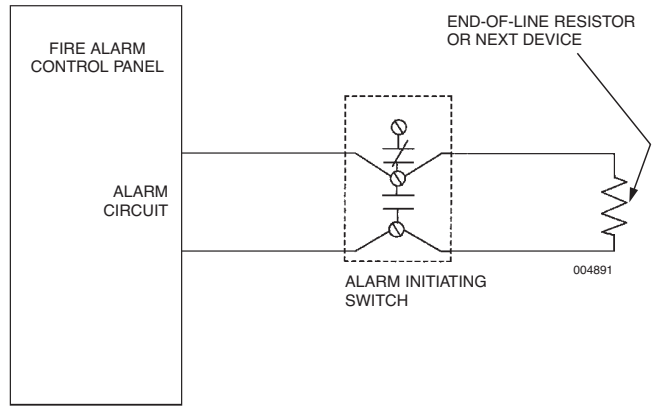 END-OF-LINE RESISTOR
OR NEXT DEVICE
FIRE ALARM
CONTROL PANEL
ALARM
CIRCUIT
004891
ALARM INITIATING
SWITCH